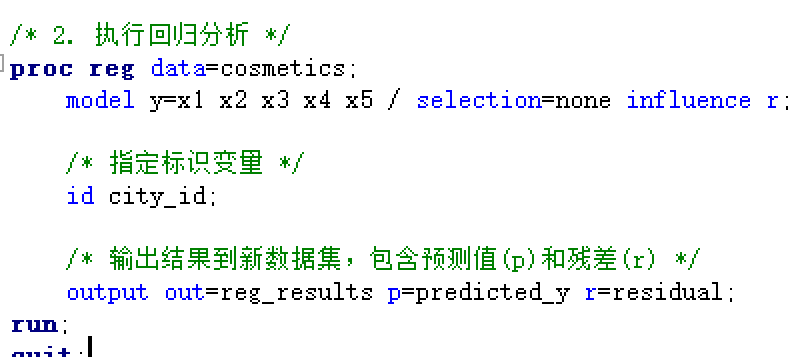 /* 2. 执行回归分析 */
proc reg data=cosmetics;
model y=x1 x2 x3 x4 x5 / selection=none influence r;
/* 指定标识变量 */
id city_id;
/* 输出结果到新数据集，包含预测值(p)和残差(r) */
output out=reg_results p=predicted_y r=residual;
run;
quit;